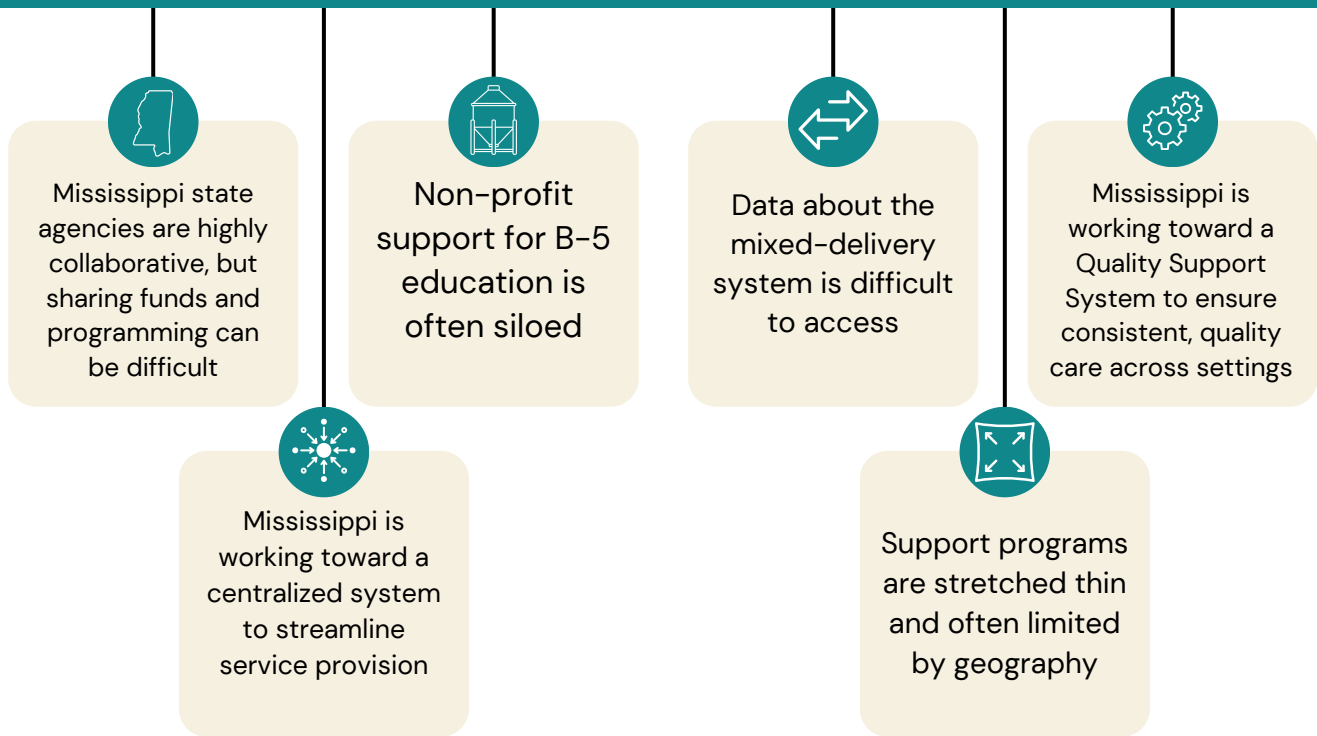 Mississippi state
agencies are highly
collaborative, but
sharing funds and
programming can
be difficult
Mississippi is
working toward a
centralized system
to streamline
service provision
Non-profit
support for B-5
education is
often siloed
Data about the
mixed-delivery
system is difficult
to access
Support programs
are stretched thin
and often limited
by geography
Mississippi is
working toward a
Quality Support
System to ensure
consistent, quality
care across settings